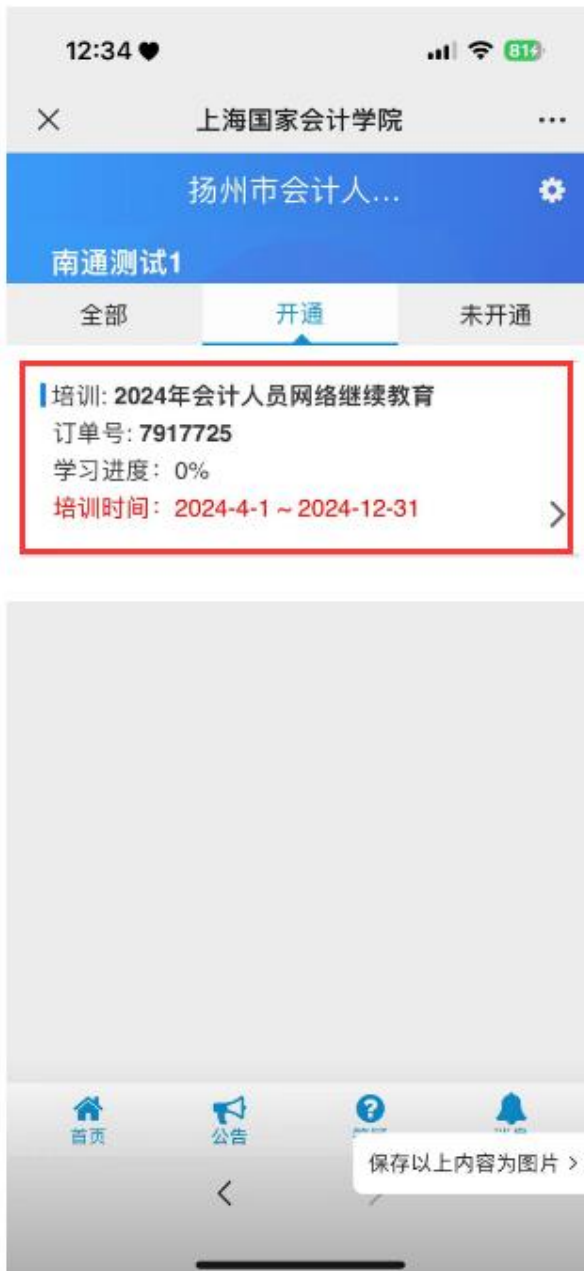 12:34
81
上海国家会计学院
扬州市会计人...
南通测试1
全部 开通 未开通
培训: 2024年会计人员网络继续教育
订单号: 7917725
学习进度： 0%
培训时间： 2024-4-1 ~ 2024-12-31
首页 公告
保存以上内容为图片